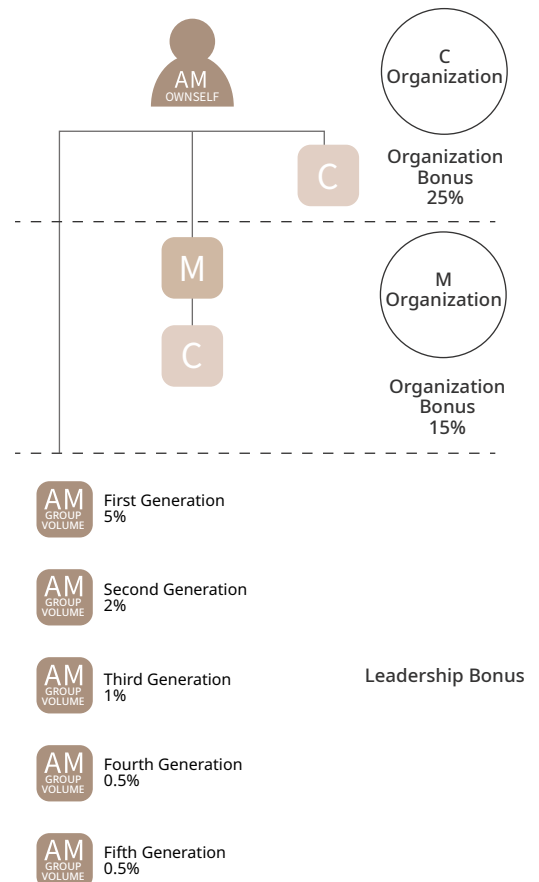 AM
OWNSELF
C
Organization
C
Organization
Bonus
25%
M
M
Organization
C
Organization
Bonus
15%
AM
GROUP
VOLUME
First Generation
5%
AM
GROUP
VOLUME
Second Generation
2%
AM
GROUP
VOLUME
Third Generation
1%
Leadership Bonus
AM
GROUP
VOLUME
Fourth Generation
0.5%
AM
GROUP
VOLUME
Fifth Generation
0.5%